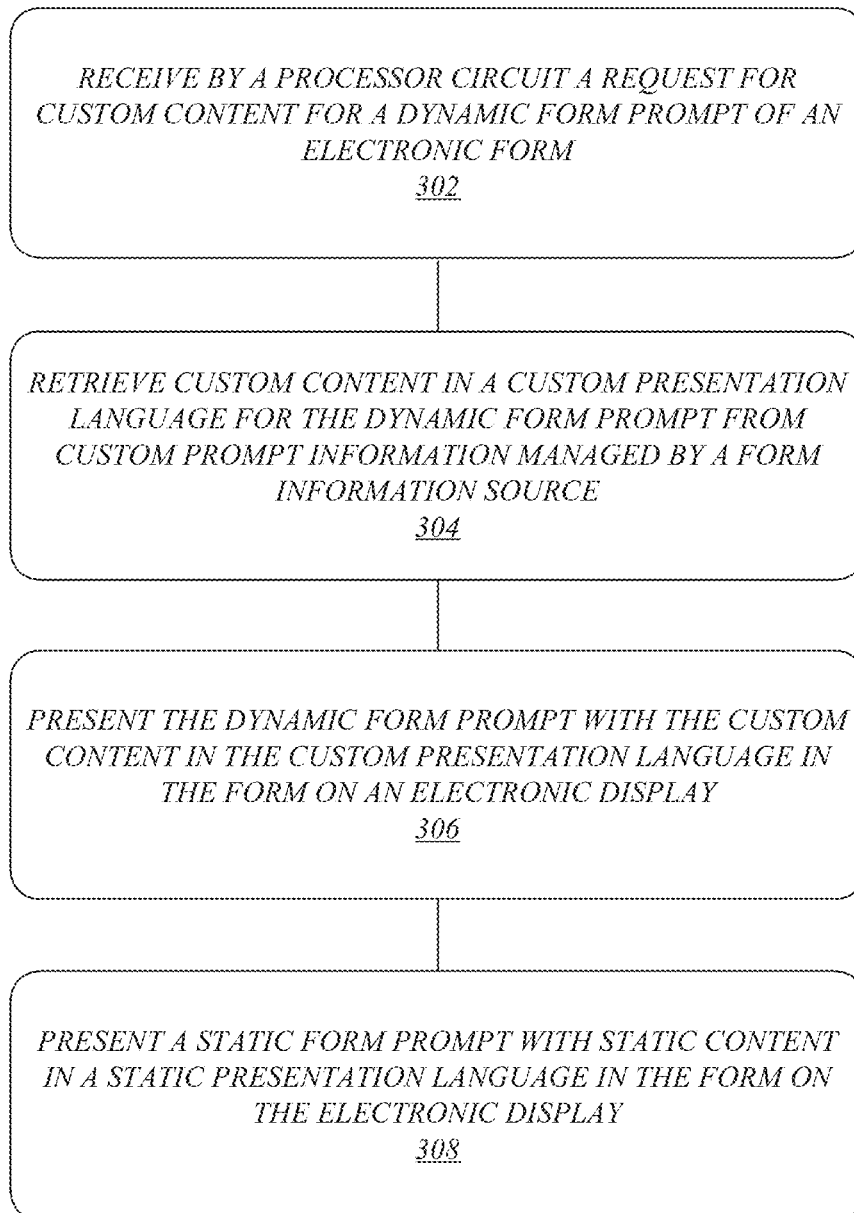 RECEIVE BY A PROCESSOR CIRCUIT A REQUEST FOR
CUSTOM CONTENT FOR A DYNAMIC FORM PROMPT OF AN
ELECTRONIC FORM
302
RETRIEVE CUSTOM CONTENT IN A CUSTOM PRESENTATION
LANGUAGE FOR THE DYNAMIC FORM PROMPT FROM
CUSTOM PROMPT INFORMATION MANAGED BY A FORM
INFORMATION SOURCE
304
PRESENT THE DYNAMIC FORM PROMPT WITH THE CUSTOM
CONTENT IN THE CUSTOM PRESENTATION LANGUAGE IN
THE FORM ON AN ELECTRONIC DISPLAY
306
PRESENT A STATIC FORM PROMPT WITH STATIC CONTENT
IN A STATIC PRESENTATION LANGUAGE IN THE FORM ON
THE ELECTRONIC DISPLAY
308